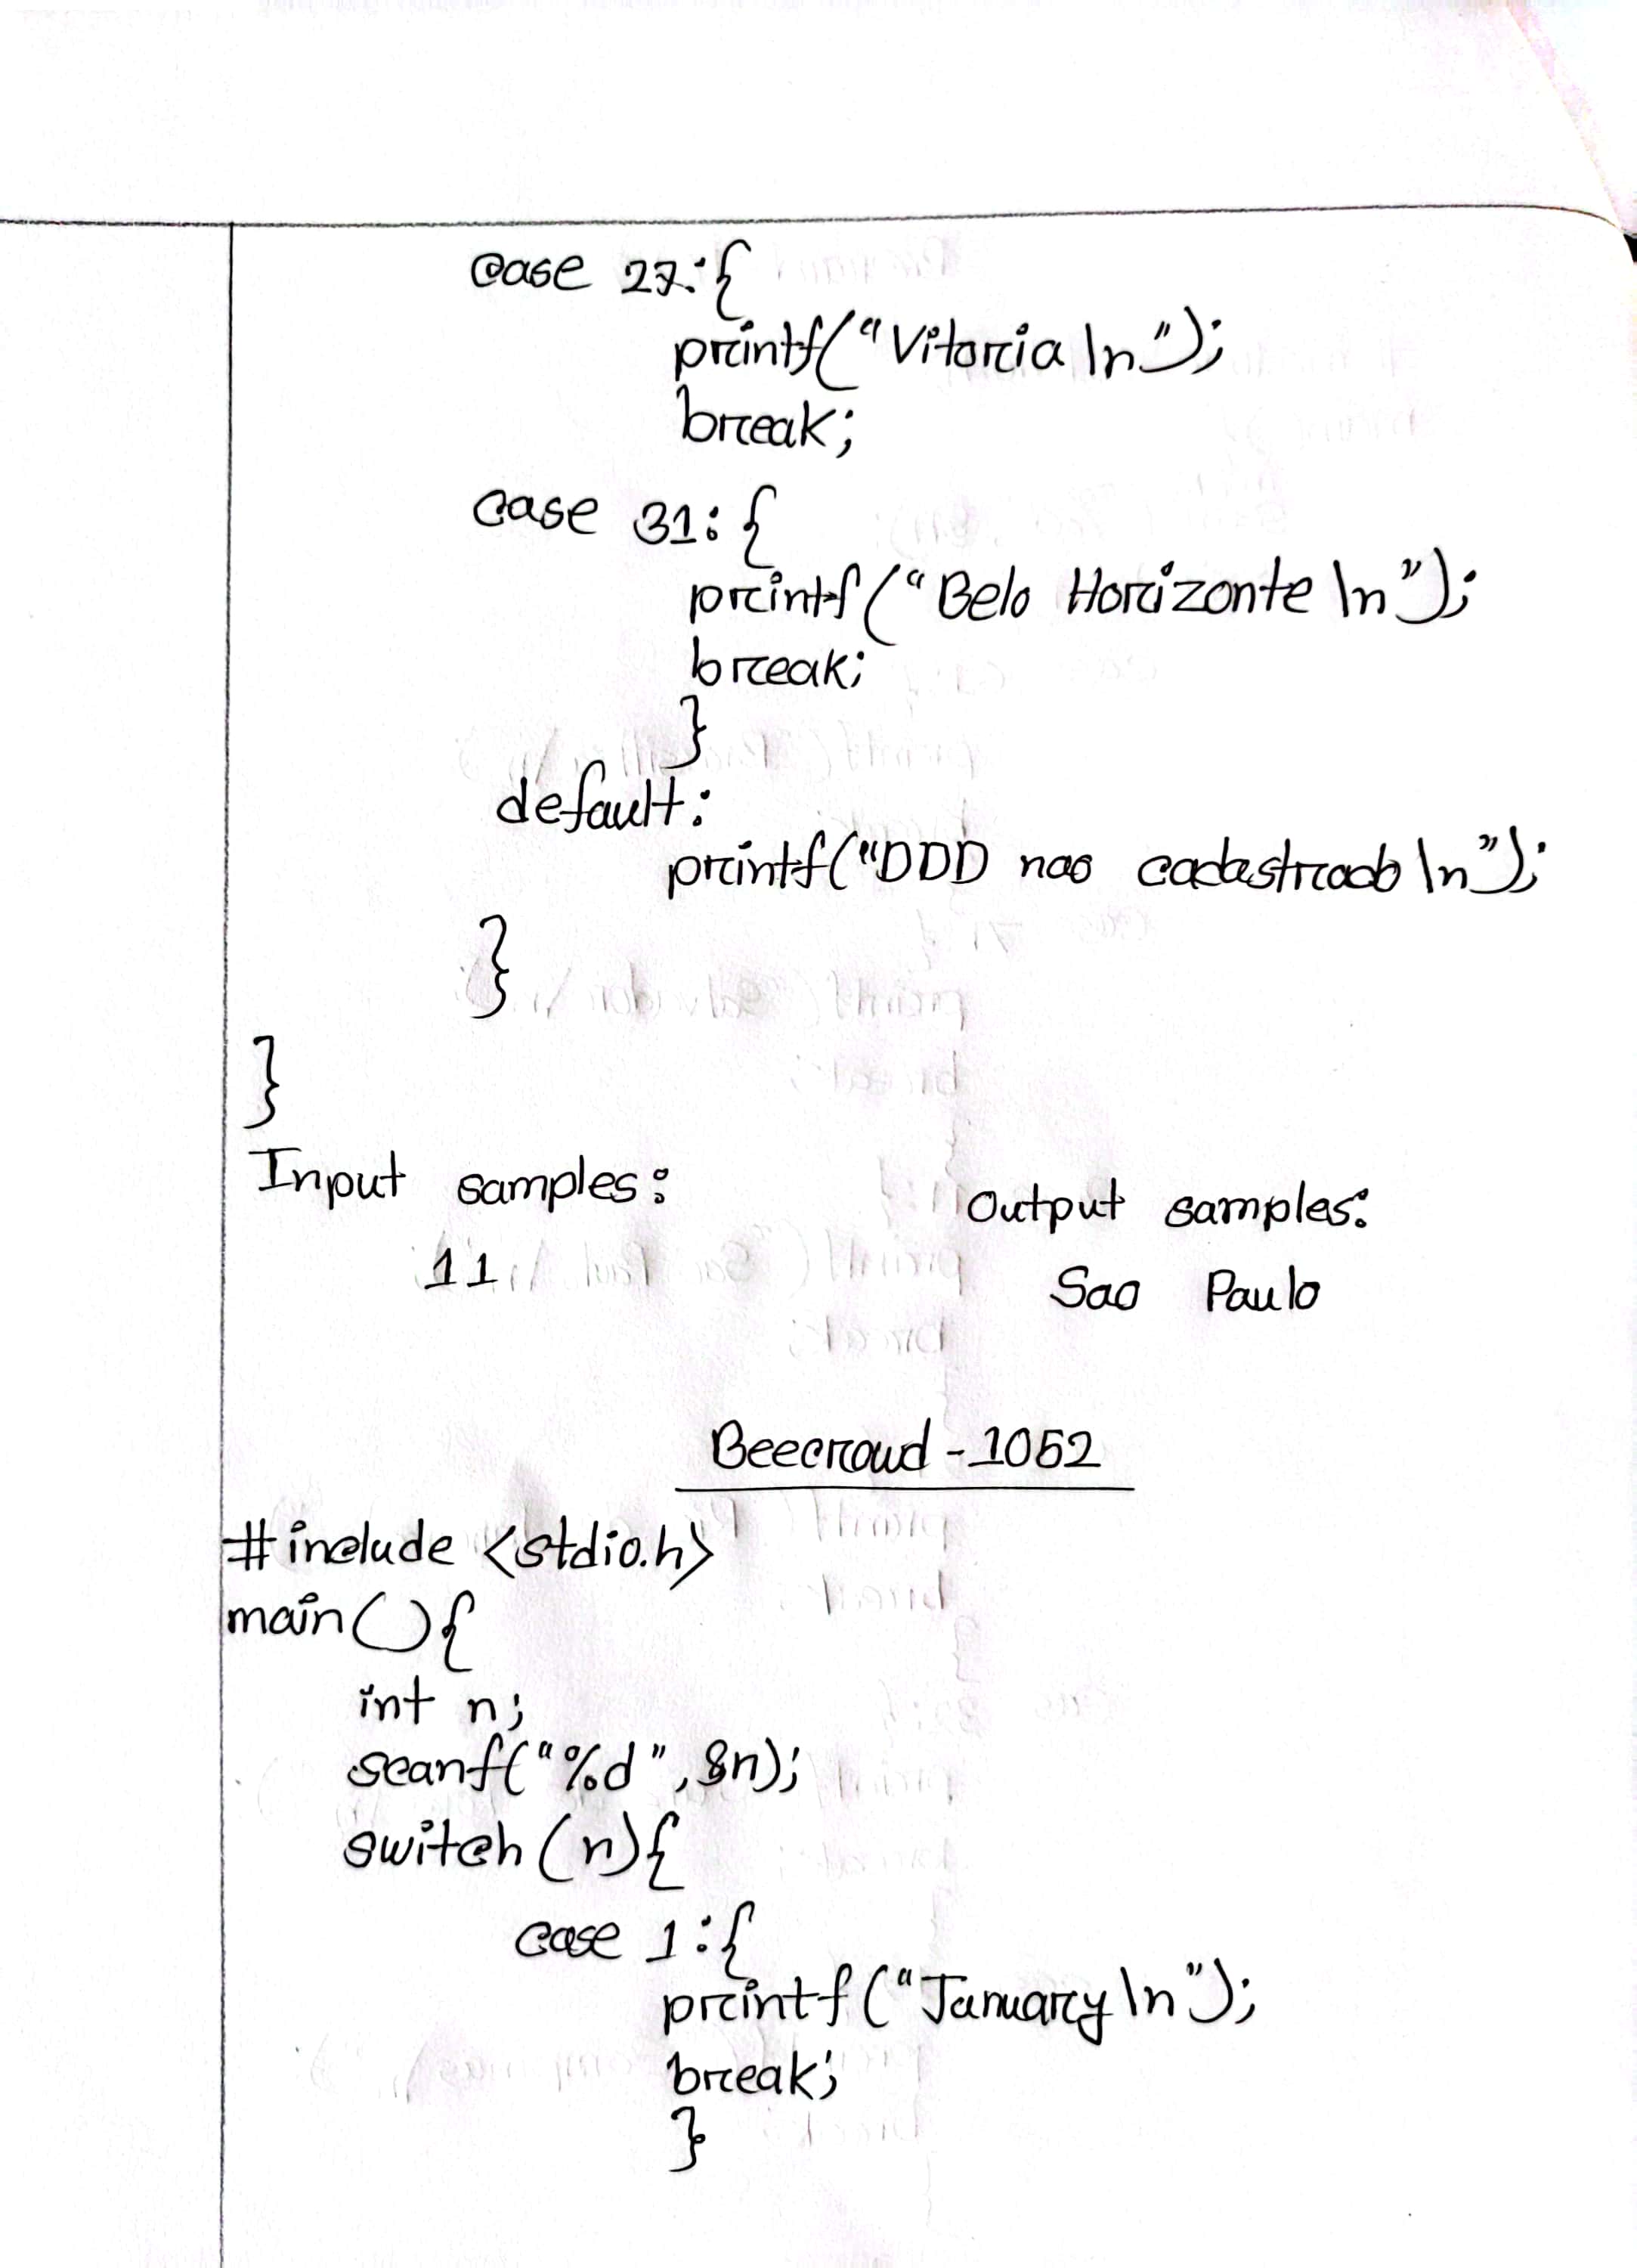 case 27:{
printf("Vitoria\n");
break;
case 31:{
printf("Belo Horizonte\n");
break;
}
default:
printf("DDD nao cadastrado\n");
}
}
Input samples:
Output samples:
11
Sao Paulo
Beecrowd - 1052
#include <stdio.h>
main(){
int n;
scanf("%d", &n);
switch(n){
case 1:{
printf("January\n");
break;
}